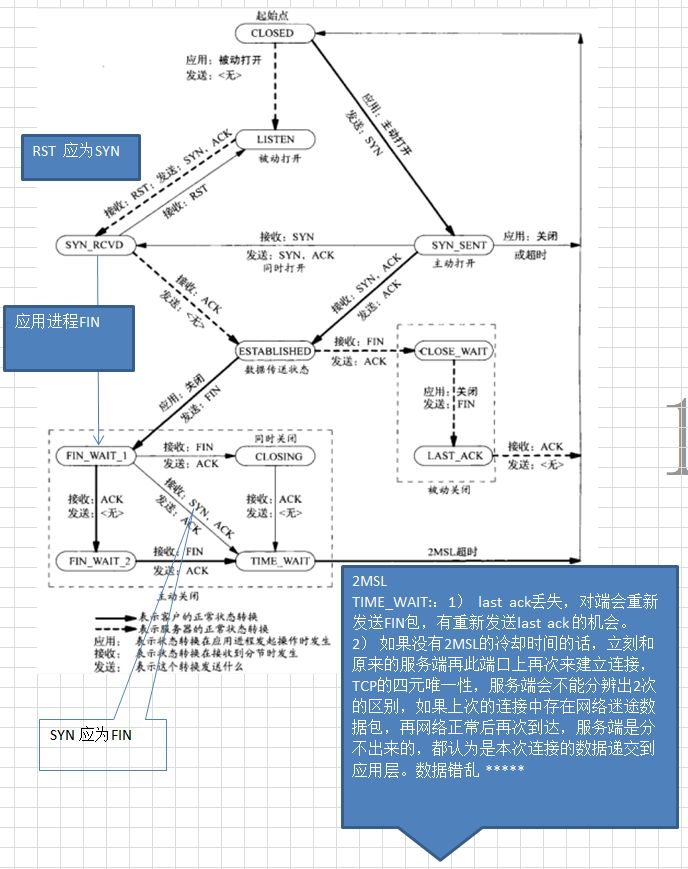 起始点
CLOSED
应用：被动打开
发送：<无>
应用：主动打开
发送：SYN
RST 应为SYN
LISTEN
被动打开
接收：RST；发送：SYN，ACK
接收：RST
SYN_RCVD
接收：SYN
发送：SYN，ACK
同时打开
SYN_SENT
主动打开
应用：关闭
或超时
接收：ACK
发送：<无>
接收：SYN，ACK
发送：ACK
应用进程FIN
ESTABLISHED
数据传送状态
接收：FIN
发送：ACK
CLOSE_WAIT
应用：关闭
发送：FIN
应用：关闭
发送：FIN
LAST_ACK
接收：ACK
发送：<无>
被动关闭
FIN_WAIT_1
接收：FIN
发送：ACK
同时关闭
CLOSING
接收：ACK
发送：<无>
接收：SYN，ACK
发送：ACK
接收：ACK
发送：<无>
FIN_WAIT_2
接收：FIN
发送：ACK
TIME_WAIT
2MSL超时
主动关闭
表示客户的正常状态转换
表示服务器的正常状态转换
应用： 表示状态转换在应用进程发起操作时发生
接收： 表示状态转换在接收到分节时发生
发送： 表示这个转换发送什么
SYN 应为FIN
2MSL
TIME_WAIT:：1） last ack丢失，对端会重新
发送FIN包，有重新发送last ack的机会。
2） 如果没有2MSL的冷却时间的话，立刻和
原来的服务端再此端口上再次来建立连接，
TCP的四元唯一性，服务端会不能分辨出2次
的区别，如果上次的连接中存在网络迷途数
据包，再网络正常后再次到达，服务端是分
不出来的，都认为是本次连接的数据递交到
应用层。数据错乱 *****